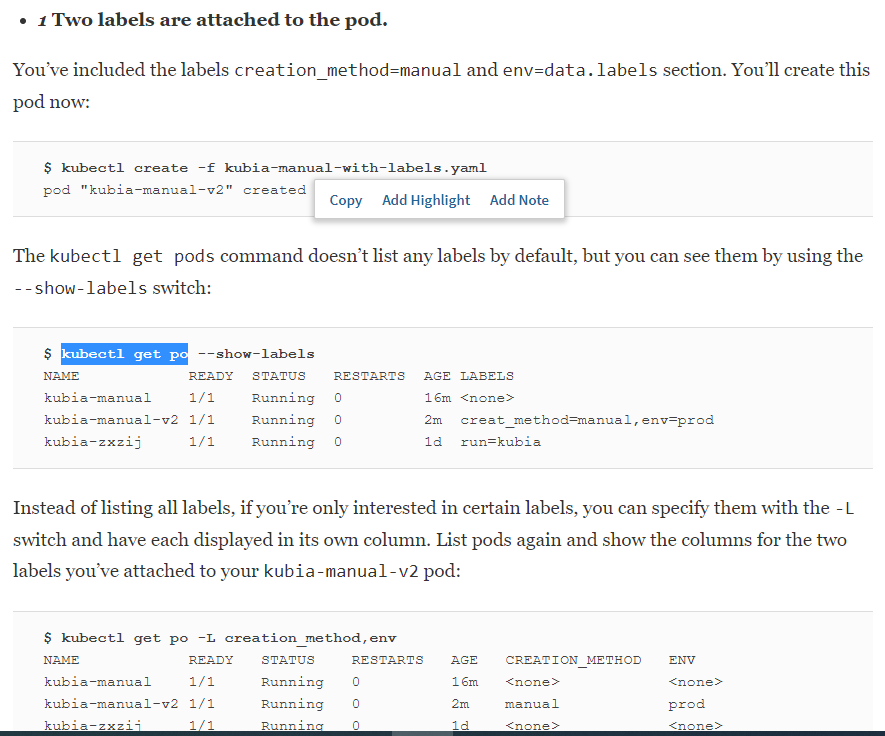 • 1 Two labels are attached to the pod.
You’ve included the labels creation_method=manual and env=data.labels section. You’ll create this
pod now:
$ kubectl create -f kubia-manual-with-labels.yaml
pod "kubia-manual-v2" created
Copy Add Highlight Add Note
The kubectl get pods command doesn’t list any labels by default, but you can see them by using the
--show-labels switch:
$ kubectl get po --show-labels
NAME READY STATUS RESTARTS AGE LABELS
kubia-manual 1/1 Running 0 16m <none>
kubia-manual-v2 1/1 Running 0 2m creat_method=manual,env=prod
kubia-zxzij 1/1 Running 0 1d run=kubia
Instead of listing all labels, if you’re only interested in certain labels, you can specify them with the -L
switch and have each displayed in its own column. List pods again and show the columns for the two
labels you’ve attached to your kubia-manual-v2 pod:
$ kubectl get po -L creation_method,env
NAME READY STATUS RESTARTS AGE CREATION_METHOD ENV
kubia-manual 1/1 Running 0 16m <none> <none>
kubia-manual-v2 1/1 Running 0 2m manual prod
kubia-zxzij 1/1 Running 0 1d <none> <none>